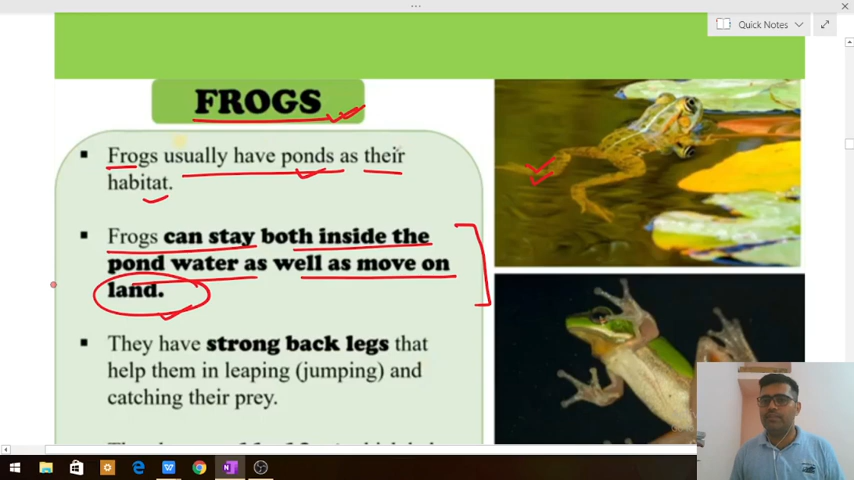 Quick Notes
FROGS
▪ Frogs usually have ponds as their
habitat.
▪ Frogs can stay both inside the
pond water as well as move on
land.
▪ They have strong back legs that
help them in leaping (jumping) and
catching their prey.